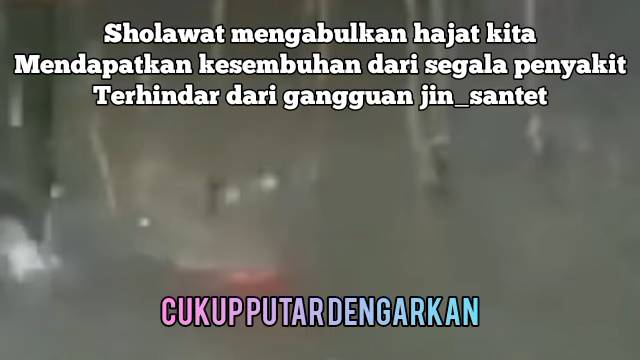 Sholawat mengabulkan hajat kita
Mendapatkan kesembuhan dari segala penyakit
Terhindar dari gangguan jin_santet
CUKUP PUTAR DENGARKAN